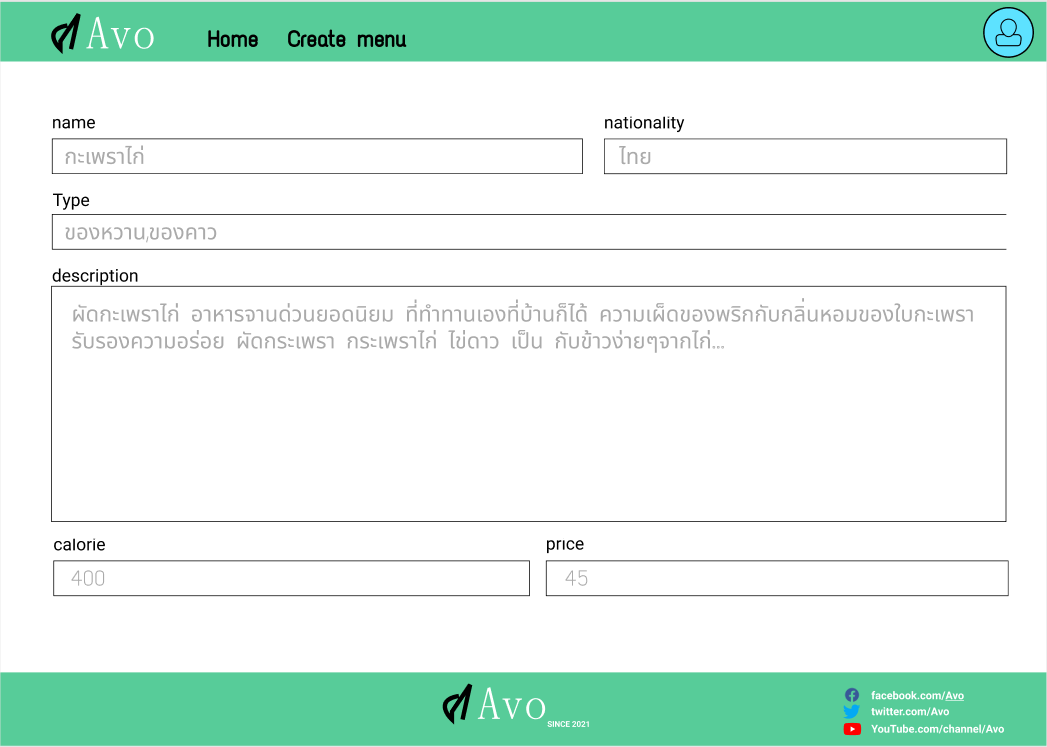 Avo
Home Create menu
name
nationality
กะเพราไก่
ไทย
Type
ของหวาน,ของคาว
description
ผัดกะเพราไก่ อาหารจานด่วนยอดนิยม ที่ทำทานเองที่บ้านก็ได้ ความเผ็ดของพริกกับกลิ่นหอมของใบกะเพรา
รับรองความอร่อย ผัดกระเพรา กระเพราไก่ ไข่ดาว เป็น กับข้าวง่ายๆจากไก่...
calorie
price
400
45
Avo
SINCE 2021
facebook.com/Avo
twitter.com/Avo
YouTube.com/channel/Avo